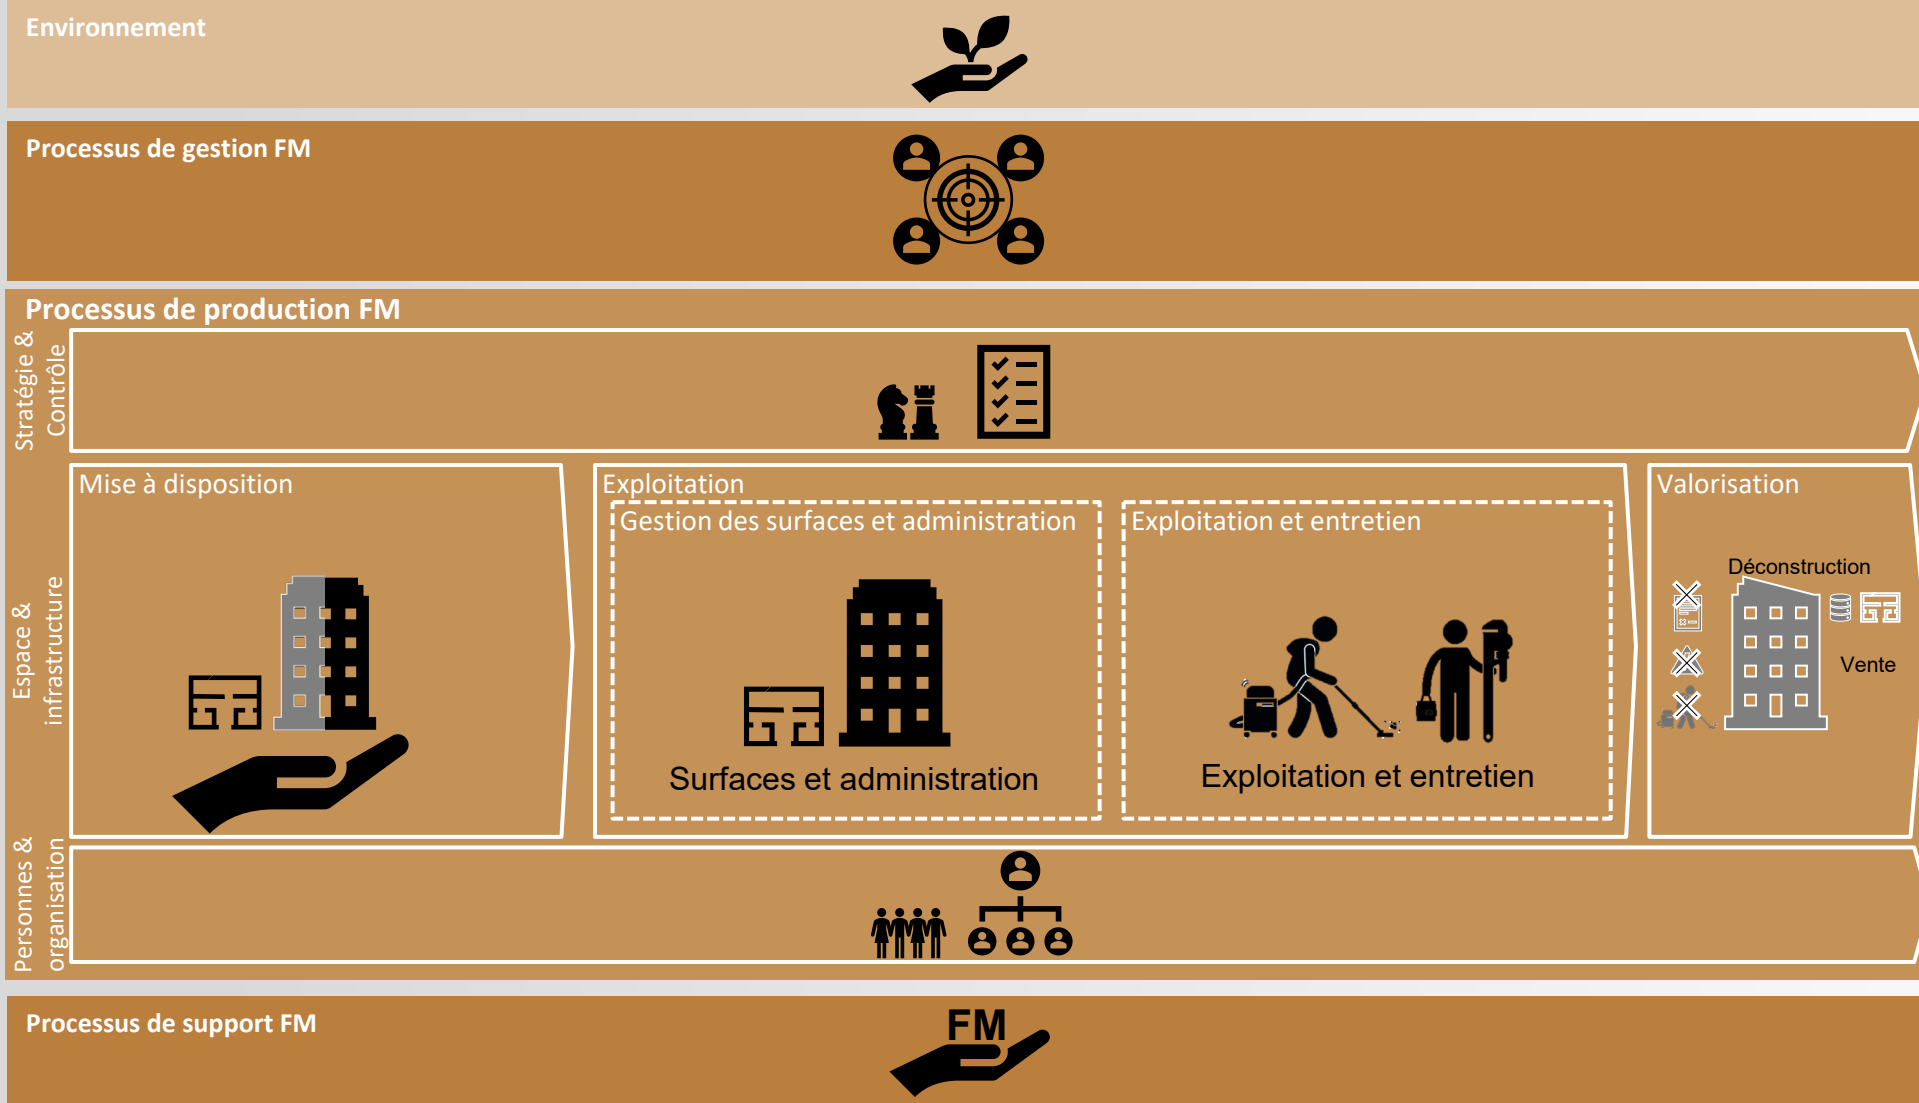 Environnement
Processus de gestion FM
Processus de production FM
Stratégie &
Contrôle
Mise à disposition
Exploitation
Gestion des surfaces et administration
Exploitation et entretien
Valorisation
Espace &
infrastructure
Déconstruction
Vente
Surfaces et administration
Exploitation et entretien
Personnes &
organisation
Processus de support FM
FM